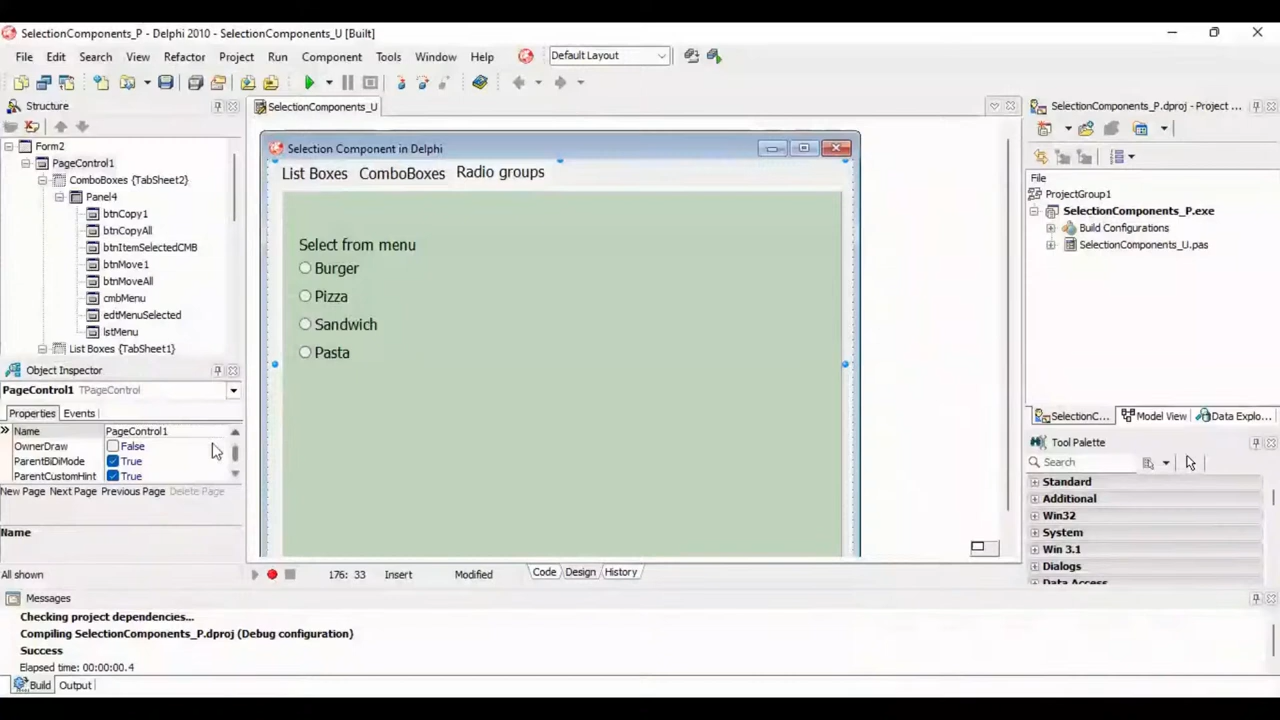 SelectionComponents_P - Delphi 2010 - SelectionComponents_U [Built]
File Edit Search View Refactor Project Run Component Tools Window Help
Default Layout
Structure
SelectionComponents_U
SelectionComponents_P.dproj - Project ...
Form2
PageControl1
ComboBoxes {TabSheet2}
Panel4
btnCopy1
btnCopyAll
btnItemSelectedCMB
btnMove1
btnMoveAll
cmbMenu
edtMenuSelected
lstMenu
List Boxes {TabSheet1}
Selection Component in Delphi
List Boxes ComboBoxes Radio groups
Select from menu
Burger
Pizza
Sandwich
Pasta
File
ProjectGroup1
SelectionComponents_P.exe
Build Configurations
SelectionComponents_U.pas
Object Inspector
PageControl1 TPageControl
Properties Events
Name PageControl1
OwnerDraw False
ParentBiDiMode True
ParentCustomHint True
New Page Next Page Previous Page Delete Page
Name
All shown
SelectionC... Model View Data Explo...
Tool Palette
Search
Standard
Additional
Win32
System
Win 3.1
Dialogs
Data Access
176: 33 Insert Modified Code Design History
Messages
Checking project dependencies...
Compiling SelectionComponents_P.dproj (Debug configuration)
Success
Elapsed time: 00:00:00.4
Build Output